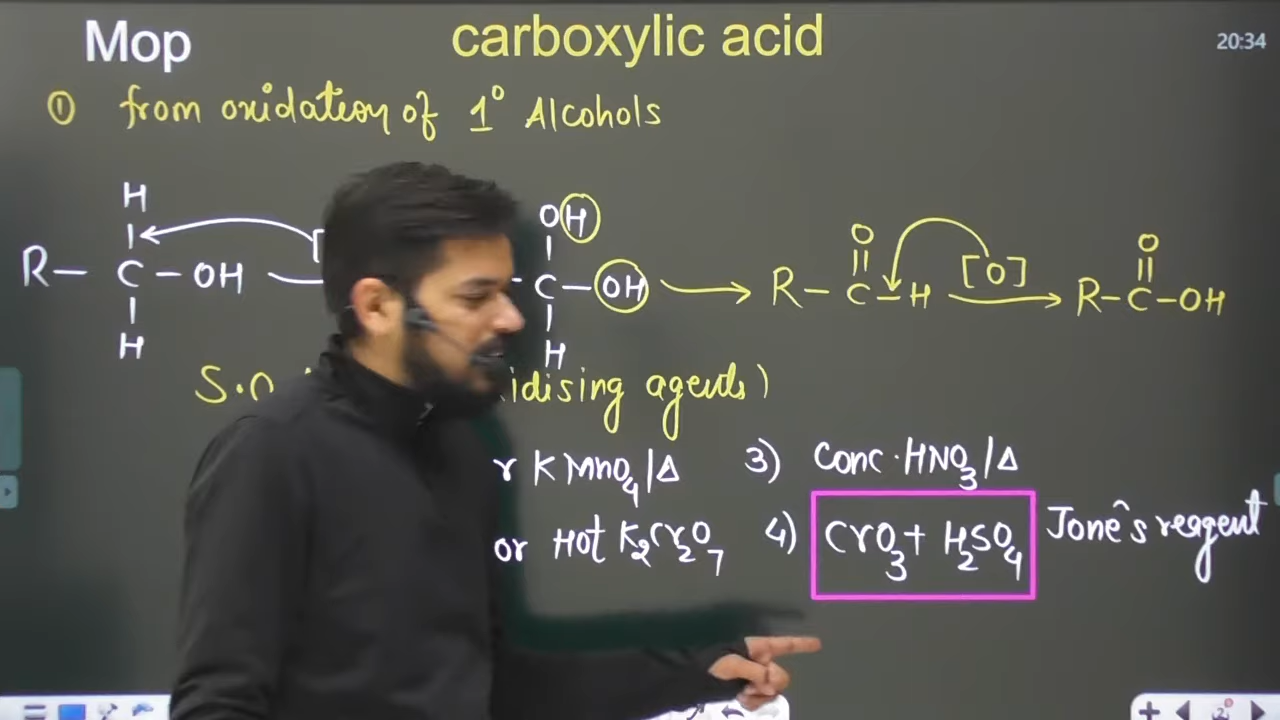 Mop
carboxylic acid
20:34
① from oxidation of 1° Alcohols
H OH O O
R — C — OH C — OH R — C — H [O] R — C — OH
H H
agents)
KMnO4/Δ 3) Conc. HNO3/Δ
or Hot K2Cr2O7 4) CrO3 + H2SO4 Jone's reagent